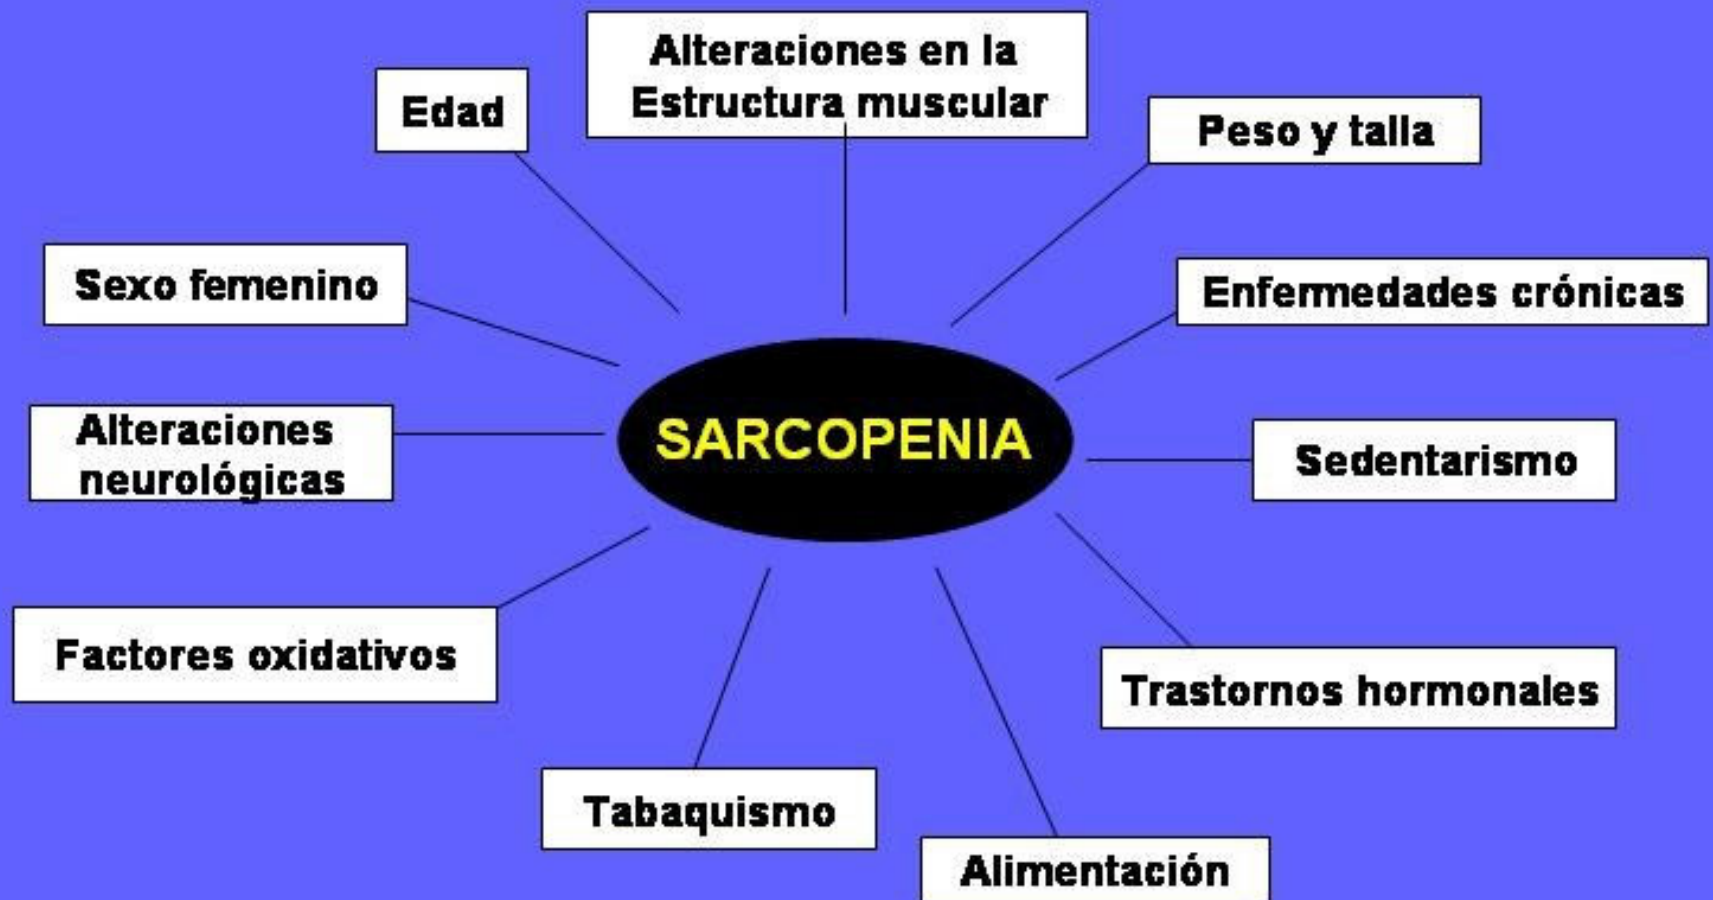 Alteraciones en la
Estructura muscular
Edad
Peso y talla
Sexo femenino
Enfermedades crónicas
Alteraciones
neurológicas
SARCOPENIA
Sedentarismo
Factores oxidativos
Trastornos hormonales
Tabaquismo
Alimentación